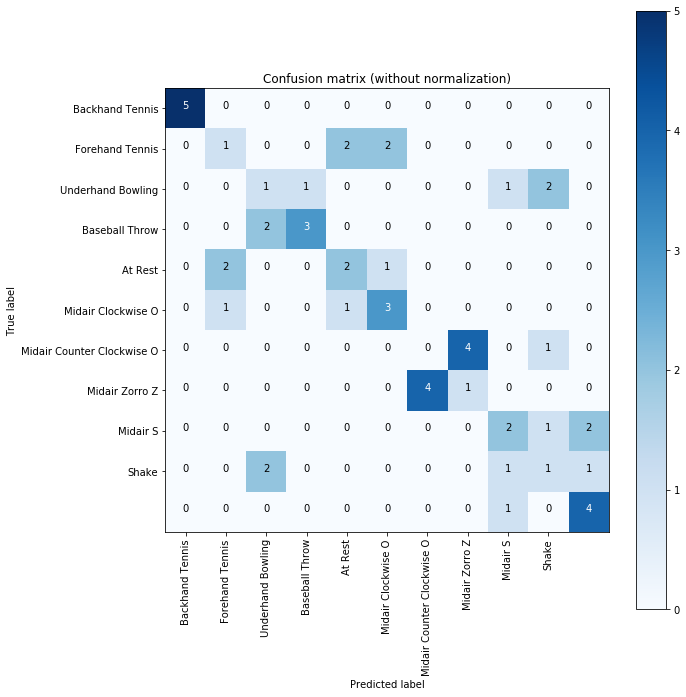 Confusion matrix (without normalization)
Backhand Tennis 5 0 0 0 0 0 0 0 0 0 0
Forehand Tennis 0 1 0 0 2 2 0 0 0 0 0
Underhand Bowling 0 0 1 1 0 0 0 0 1 2 0
Baseball Throw 0 0 2 3 0 0 0 0 0 0 0
At Rest 0 2 0 0 2 1 0 0 0 0 0
Midair Clockwise O 0 1 0 0 1 3 0 0 0 0 0
Midair Counter Clockwise O 0 0 0 0 0 0 0 4 0 1 0
Midair Zorro Z 0 0 0 0 0 0 4 1 0 0 0
Midair S 0 0 0 0 0 0 0 0 2 1 2
Shake 0 0 2 0 0 0 0 0 1 1 1
0 0 0 0 0 0 0 0 1 0 4
True label
Backhand Tennis
Forehand Tennis
Underhand Bowling
Baseball Throw
At Rest
Midair Clockwise O
Midair Counter Clockwise O
Midair Zorro Z
Midair S
Shake
Predicted label
5
4
3
2
1
0